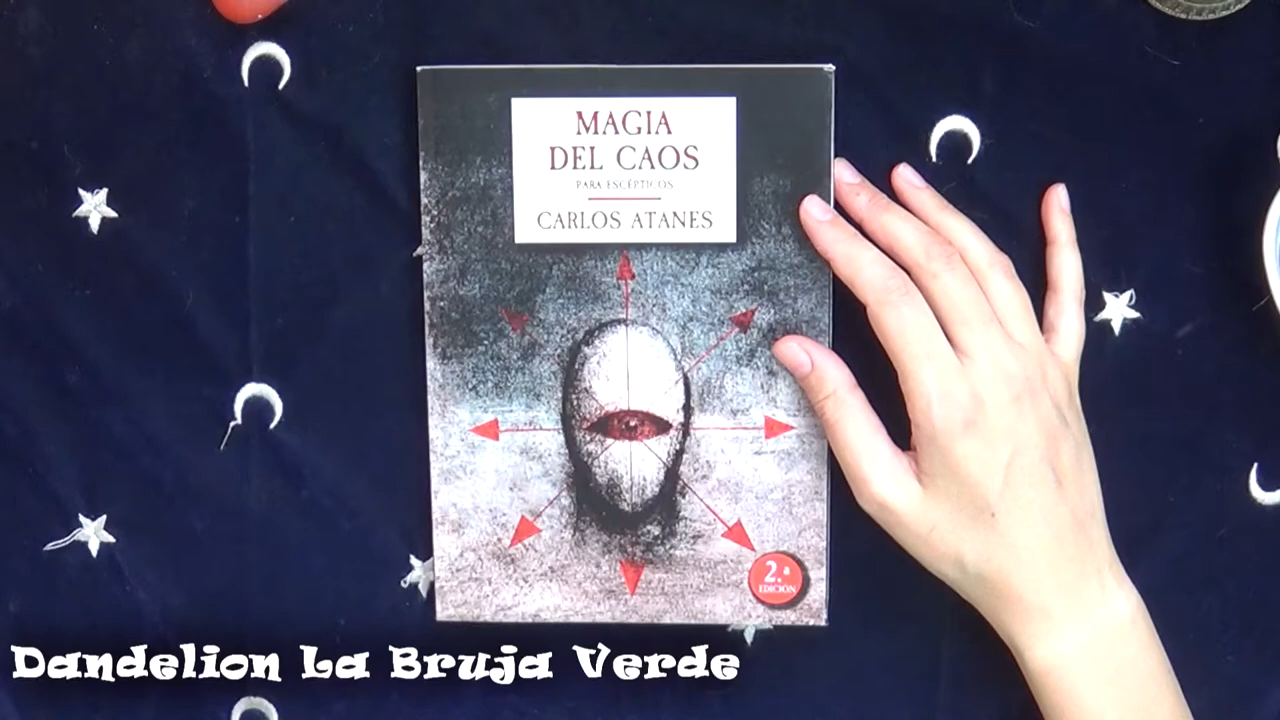 MAGIA
DEL CAOS
PARA ESCÉPTICOS
CARLOS ATANES
2.ª
EDICIÓN
Dandelion La Bruja Verde